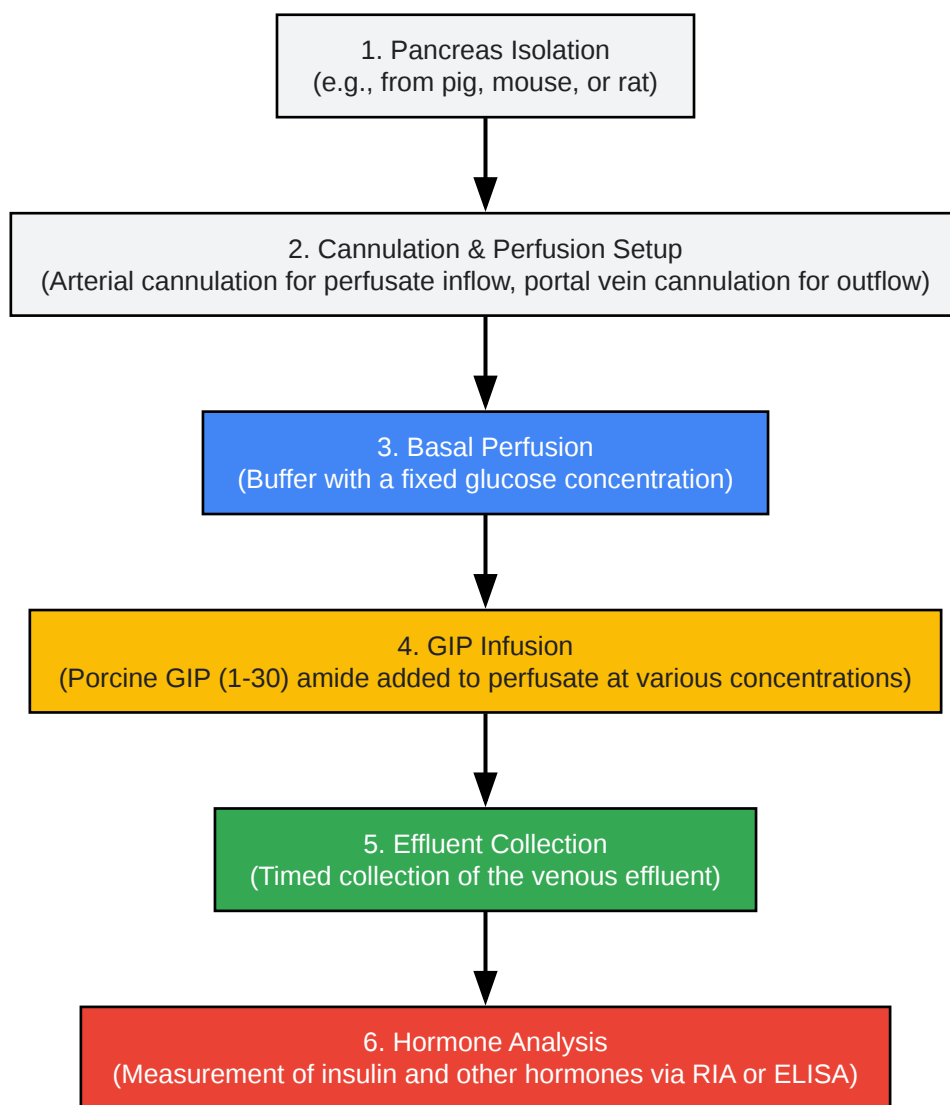 1. Pancreas Isolation
(e.g., from pig, mouse, or rat)
2. Cannulation & Perfusion Setup
(Arterial cannulation for perfusate inflow, portal vein cannulation for outflow)
3. Basal Perfusion
(Buffer with a fixed glucose concentration)
4. GIP Infusion
(Porcine GIP (1-30) amide added to perfusate at various concentrations)
5. Effluent Collection
(Timed collection of the venous effluent)
6. Hormone Analysis
(Measurement of insulin and other hormones via RIA or ELISA)